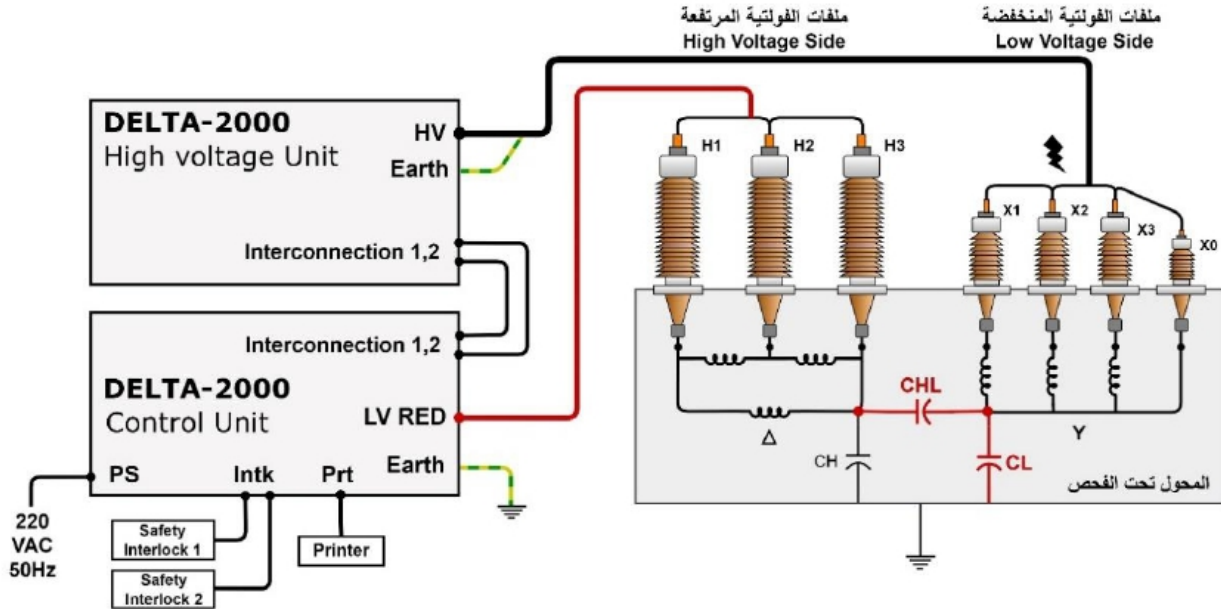 ملفات الفولتية المرتفعة
High Voltage Side
ملفات الفولتية المنخفضة
Low Voltage Side
DELTA-2000
High voltage Unit
HV
Earth
Interconnection 1,2
H1
H2
H3
X1
X2
X3
X0
Interconnection 1,2
DELTA-2000
Control Unit
LV RED
Earth
PS
Intk
Prt
220
VAC
50Hz
Safety
Interlock 1
Safety
Interlock 2
Printer
CHL
Δ
Y
CH
CL
المحول تحت الفحص